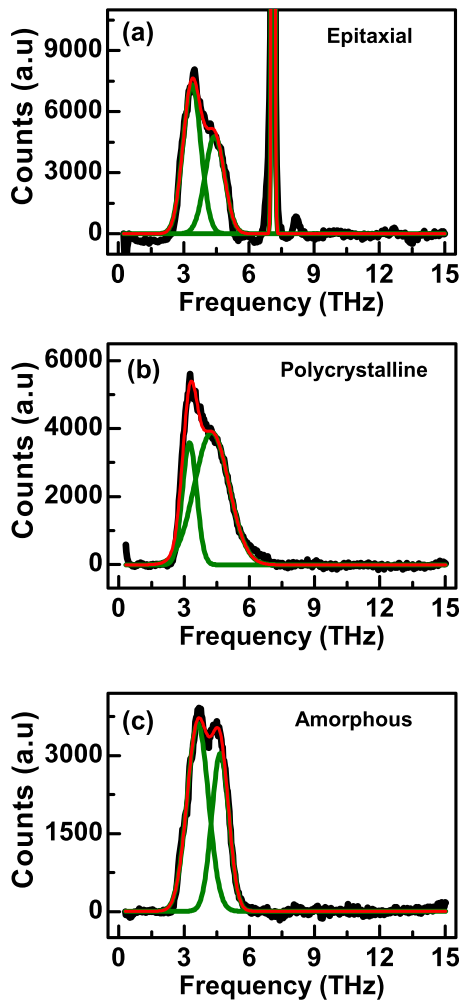 (a)
Epitaxial
Counts (a.u)
9000
6000
3000
0
0 3 6 9 12 15
Frequency (THz)
(b)
Polycrystalline
Counts (a.u)
6000
4000
2000
0
0 3 6 9 12 15
Frequency (THz)
(c)
Amorphous
Counts (a.u)
3000
1500
0
0 3 6 9 12 15
Frequency (THz)